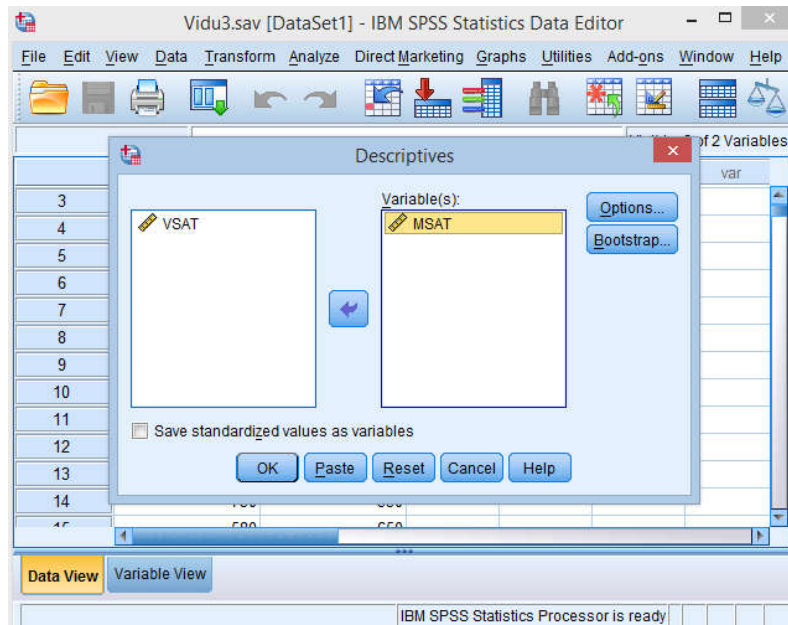 Vidu3.sav [DataSet1] - IBM SPSS Statistics Data Editor
File Edit View Data Transform Analyze Direct Marketing Graphs Utilities Add-ons Window Help
of 2 Variables
Descriptives
var
Variable(s):
VSAT
MSAT
Options...
Bootstrap...
3
4
5
6
7
8
9
10
11
12
13
14
Save standardized values as variables
OK Paste Reset Cancel Help
Data View Variable View
IBM SPSS Statistics Processor is ready